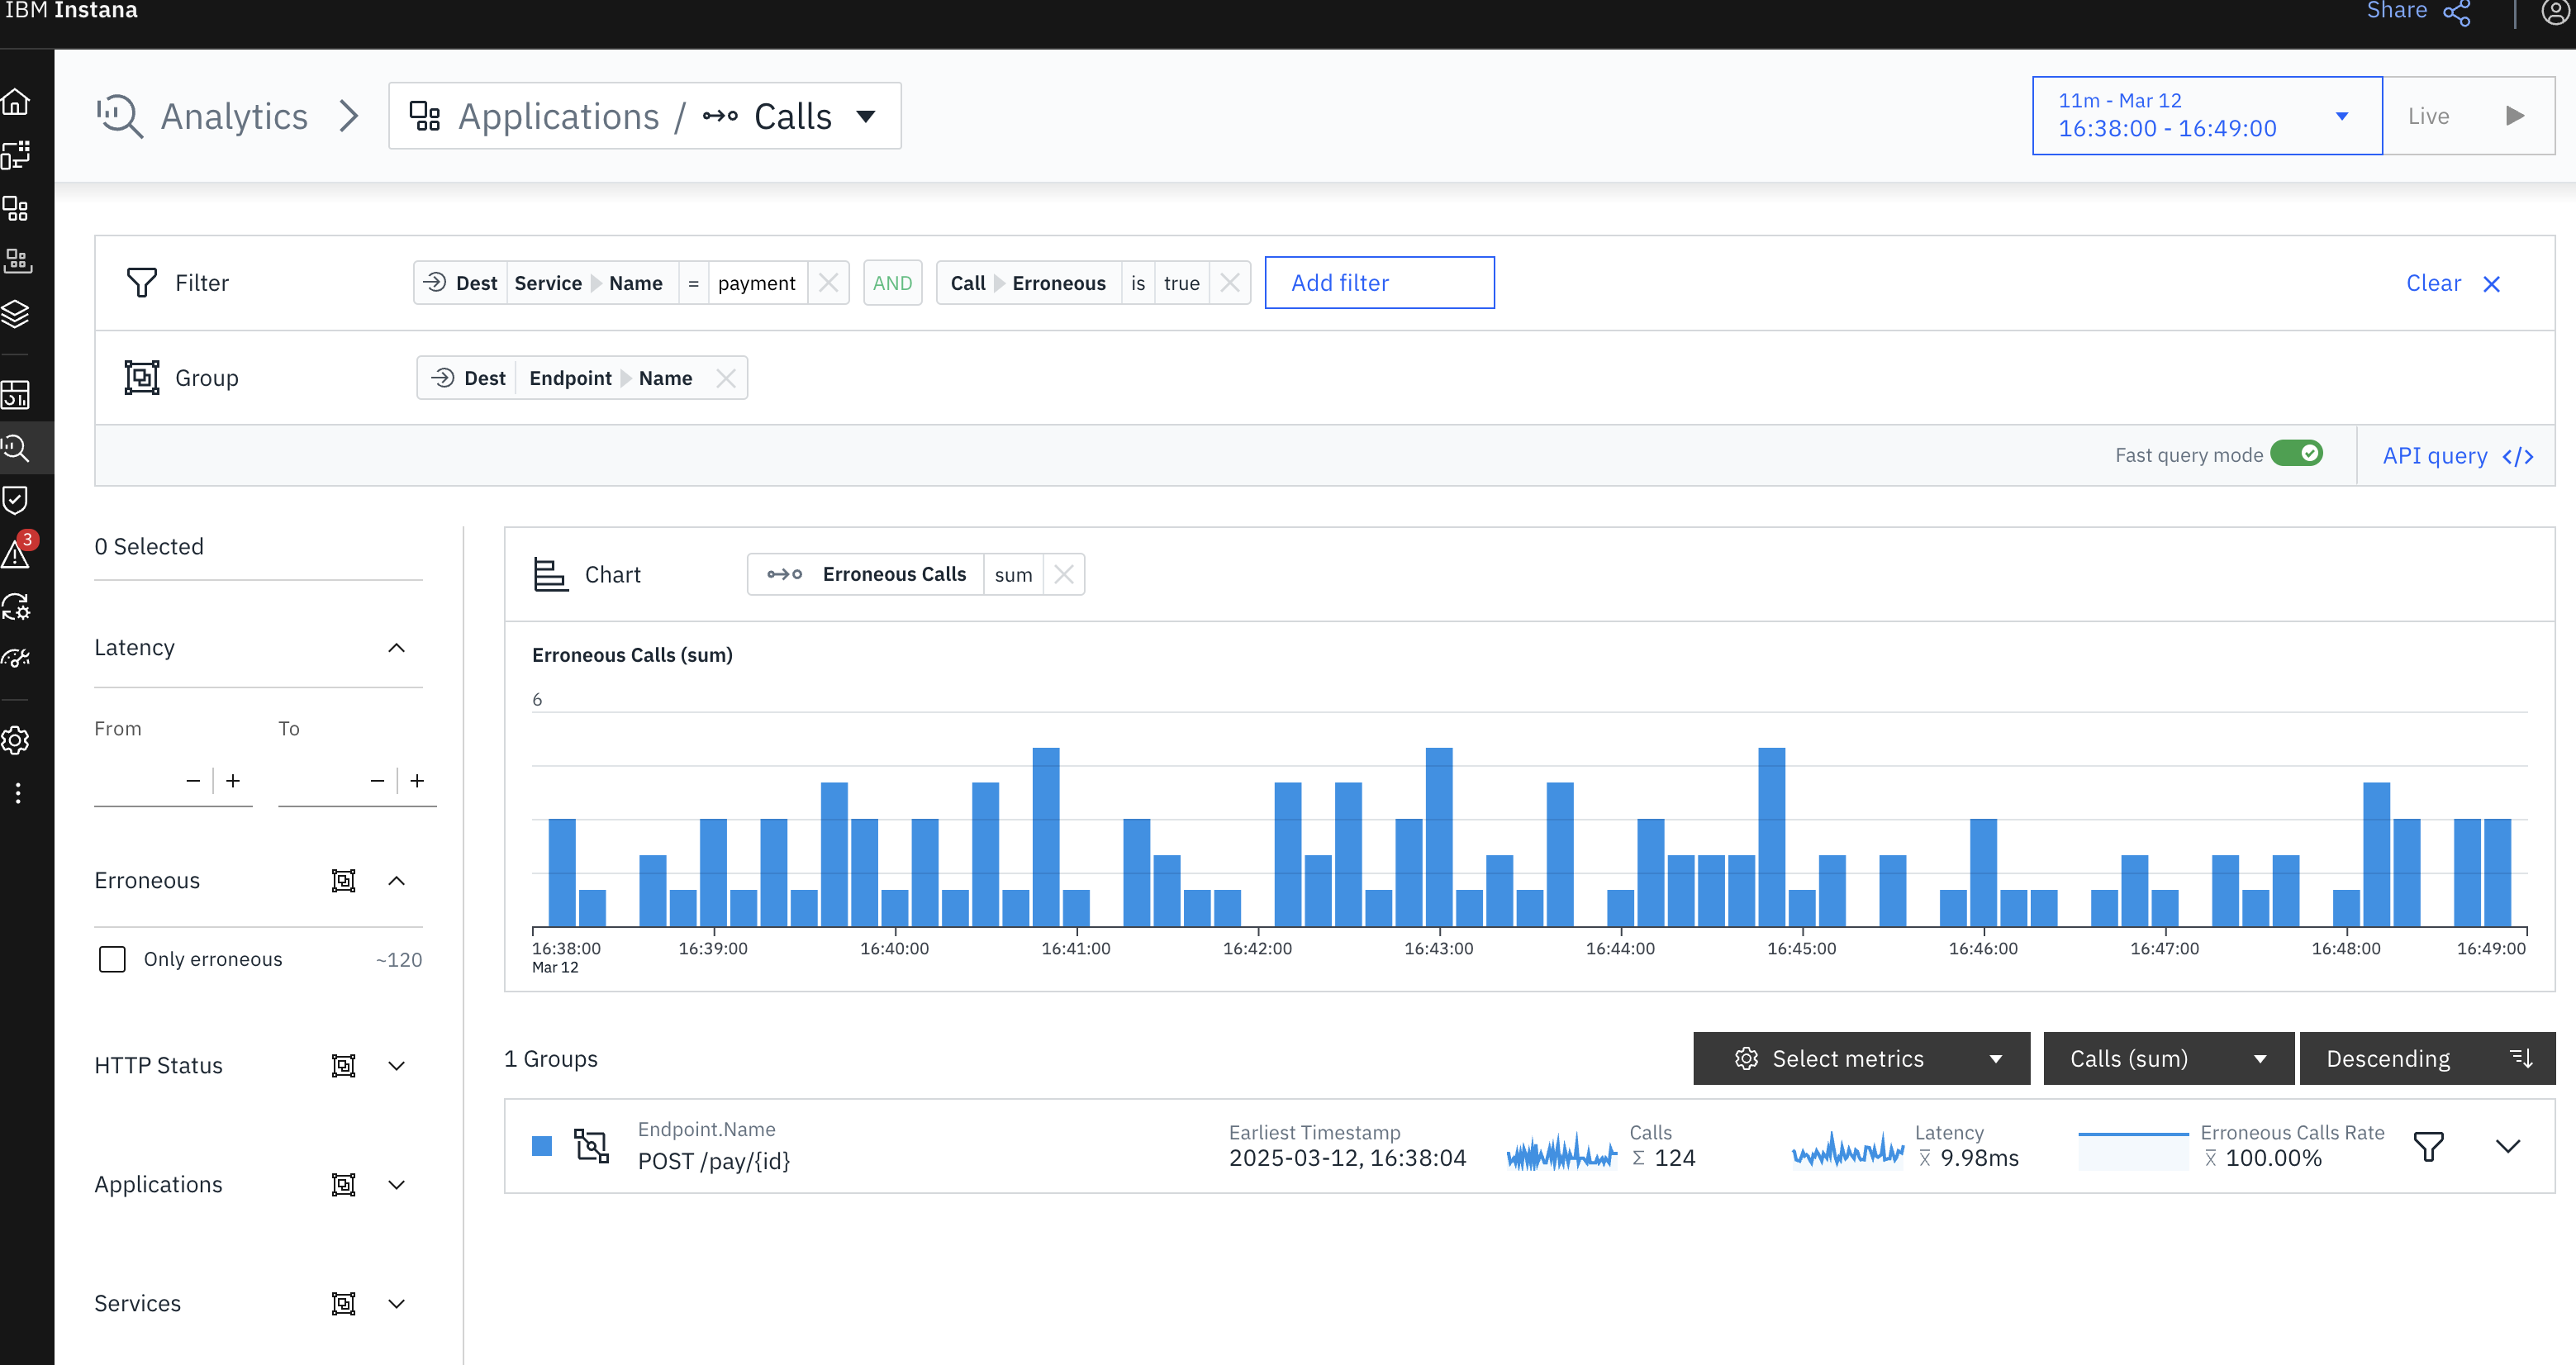 IBM Instana
Share
Analytics
Applications / Calls
11m - Mar 12
16:38:00 - 16:49:00
Live
Filter
Dest Service Name = payment AND Call Erroneous is true Add filter
Clear
Group
Dest Endpoint Name
Fast query mode
API query </>
3
0 Selected
Latency
From To
− + − +
Erroneous
Only erroneous ~120
HTTP Status
Applications
Services
Chart
Erroneous Calls sum
Erroneous Calls (sum)
6
16:38:00 16:39:00 16:40:00 16:41:00 16:42:00 16:43:00 16:44:00 16:45:00 16:46:00 16:47:00 16:48:00 16:49:00
Mar 12
1 Groups
Select metrics
Calls (sum)
Descending
Endpoint.Name
POST /pay/{id}
Earliest Timestamp
2025-03-12, 16:38:04
Calls
Σ 124
Latency
x̅ 9.98ms
Erroneous Calls Rate
x̅ 100.00%